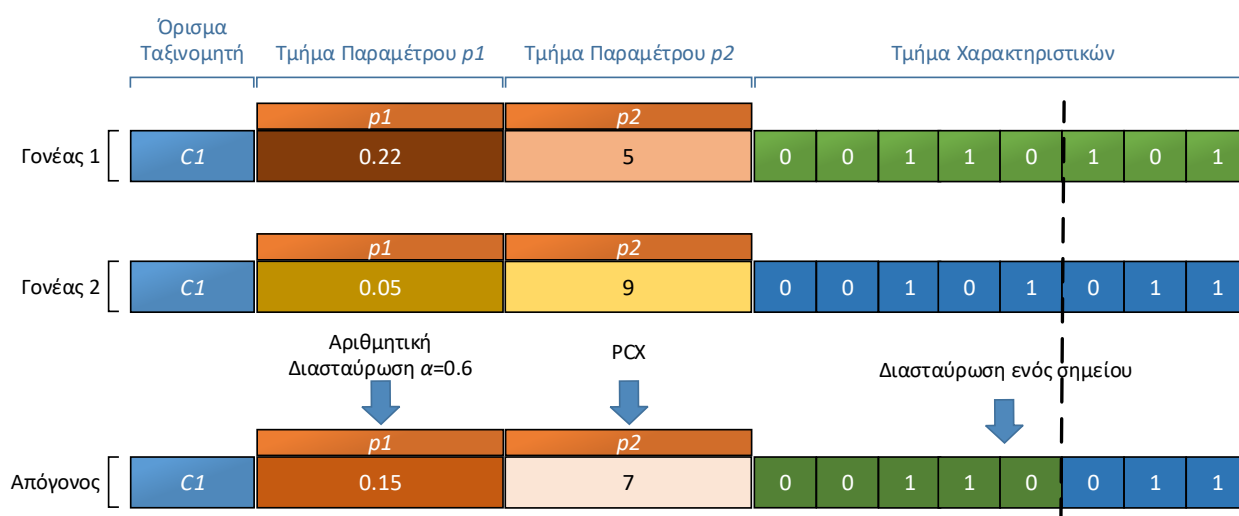 Όρισμα
Ταξινομητή Τμήμα Παραμέτρου p1 Τμήμα Παραμέτρου p2 Τμήμα Χαρακτηριστικών
p1 p2
Γονέας 1 C1 0.22 5 0 0 1 1 0 1 0 1
p1 p2
Γονέας 2 C1 0.05 9 0 0 1 0 1 0 1 1
Αριθμητική
Διασταύρωση α=0.6 PCX Διασταύρωση ενός σημείου
p1 p2
Απόγονος C1 0.15 7 0 0 1 1 0 0 1 1